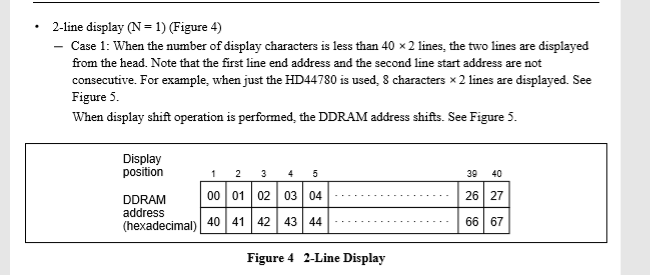 • 2-line display (N = 1) (Figure 4)
— Case 1: When the number of display characters is less than 40 × 2 lines, the two lines are displayed
from the head. Note that the first line end address and the second line start address are not
consecutive. For example, when just the HD44780 is used, 8 characters × 2 lines are displayed. See
Figure 5.
When display shift operation is performed, the DDRAM address shifts. See Figure 5.
Display
position 1 2 3 4 5 39 40
DDRAM
address
(hexadecimal)
00 01 02 03 04 ·················· 26 27
40 41 42 43 44 ·················· 66 67
Figure 4 2-Line Display